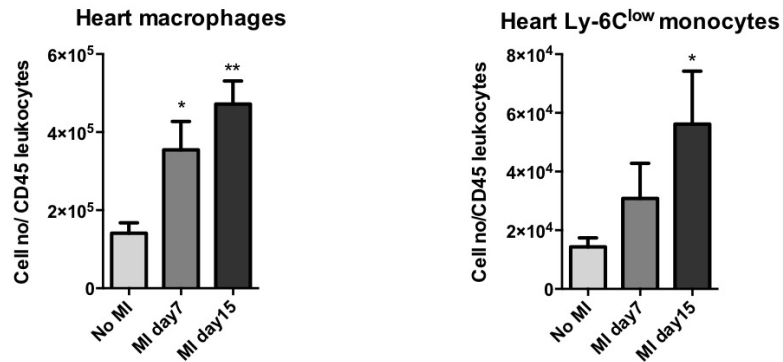 Heart macrophages
Cell no/ CD45 leukocytes
6×10⁵
4×10⁵
2×10⁵
0
*
**
No MI
MI day7
MI day15
Heart Ly-6Cˡᵒʷ monocytes
Cell no/CD45 leukocytes
8×10⁴
6×10⁴
4×10⁴
2×10⁴
0
*
No MI
MI day7
MI day15